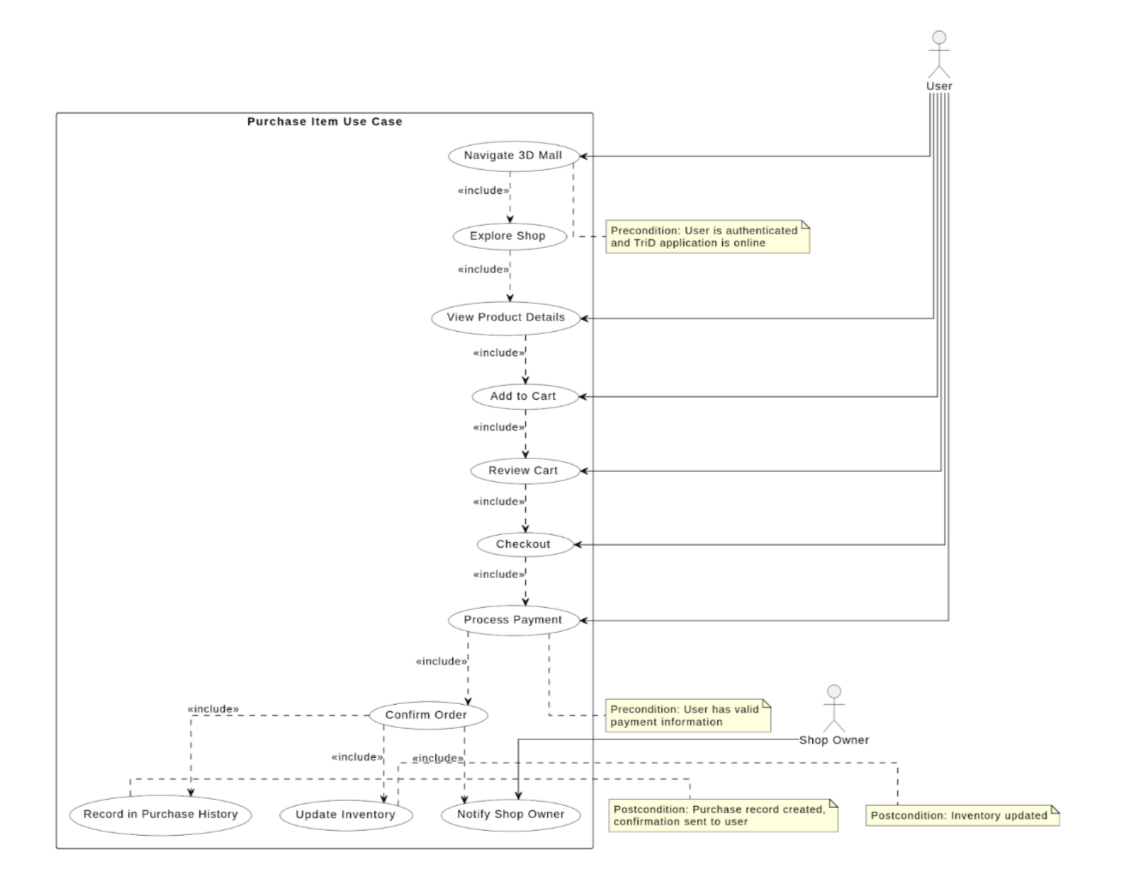 User
Purchase Item Use Case
Navigate 3D Mall
«include»
Explore Shop
Precondition: User is authenticated
and TriD application is online
«include»
View Product Details
«include»
Add to Cart
«include»
Review Cart
«include»
Checkout
«include»
Process Payment
«include»
Confirm Order
«include»
Precondition: User has valid
payment information
Shop Owner
«include»
«include»
Record in Purchase History
Update Inventory
Notify Shop Owner
Postcondition: Purchase record created,
confirmation sent to user
Postcondition: Inventory updated